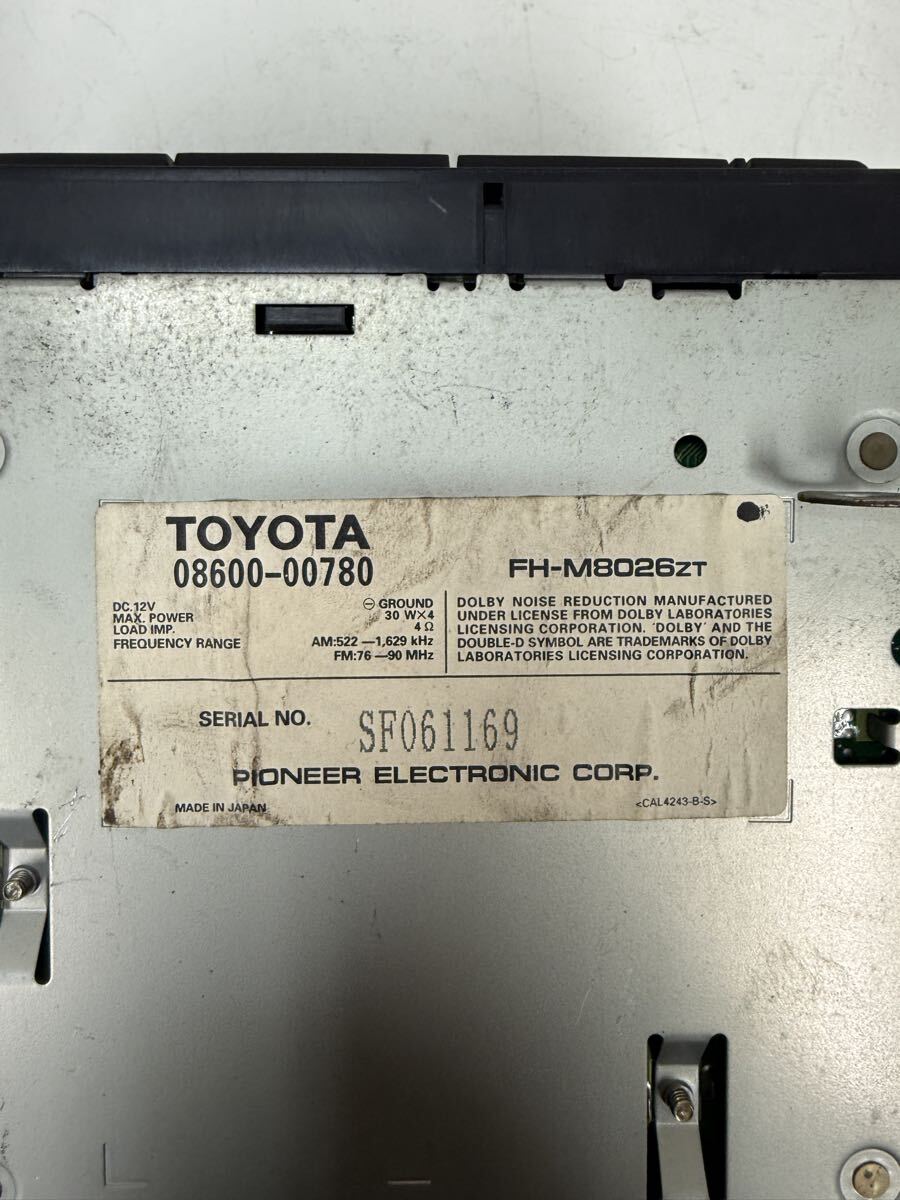 TOYOTA
08600-00780
FH-M8026ZT
DC.12V ⊖ GROUND
MAX. POWER 30 W×4
LOAD IMP. 4 Ω
FREQUENCY RANGE AM:522 —1,629 kHz
FM:76 —90 MHz
DOLBY NOISE REDUCTION MANUFACTURED
UNDER LICENSE FROM DOLBY LABORATORIES
LICENSING CORPORATION. 'DOLBY' AND THE
DOUBLE-D SYMBOL ARE TRADEMARKS OF DOLBY
LABORATORIES LICENSING CORPORATION.
SERIAL NO. SF061169
PIONEER ELECTRONIC CORP.
MADE IN JAPAN <CAL4243-B-S>